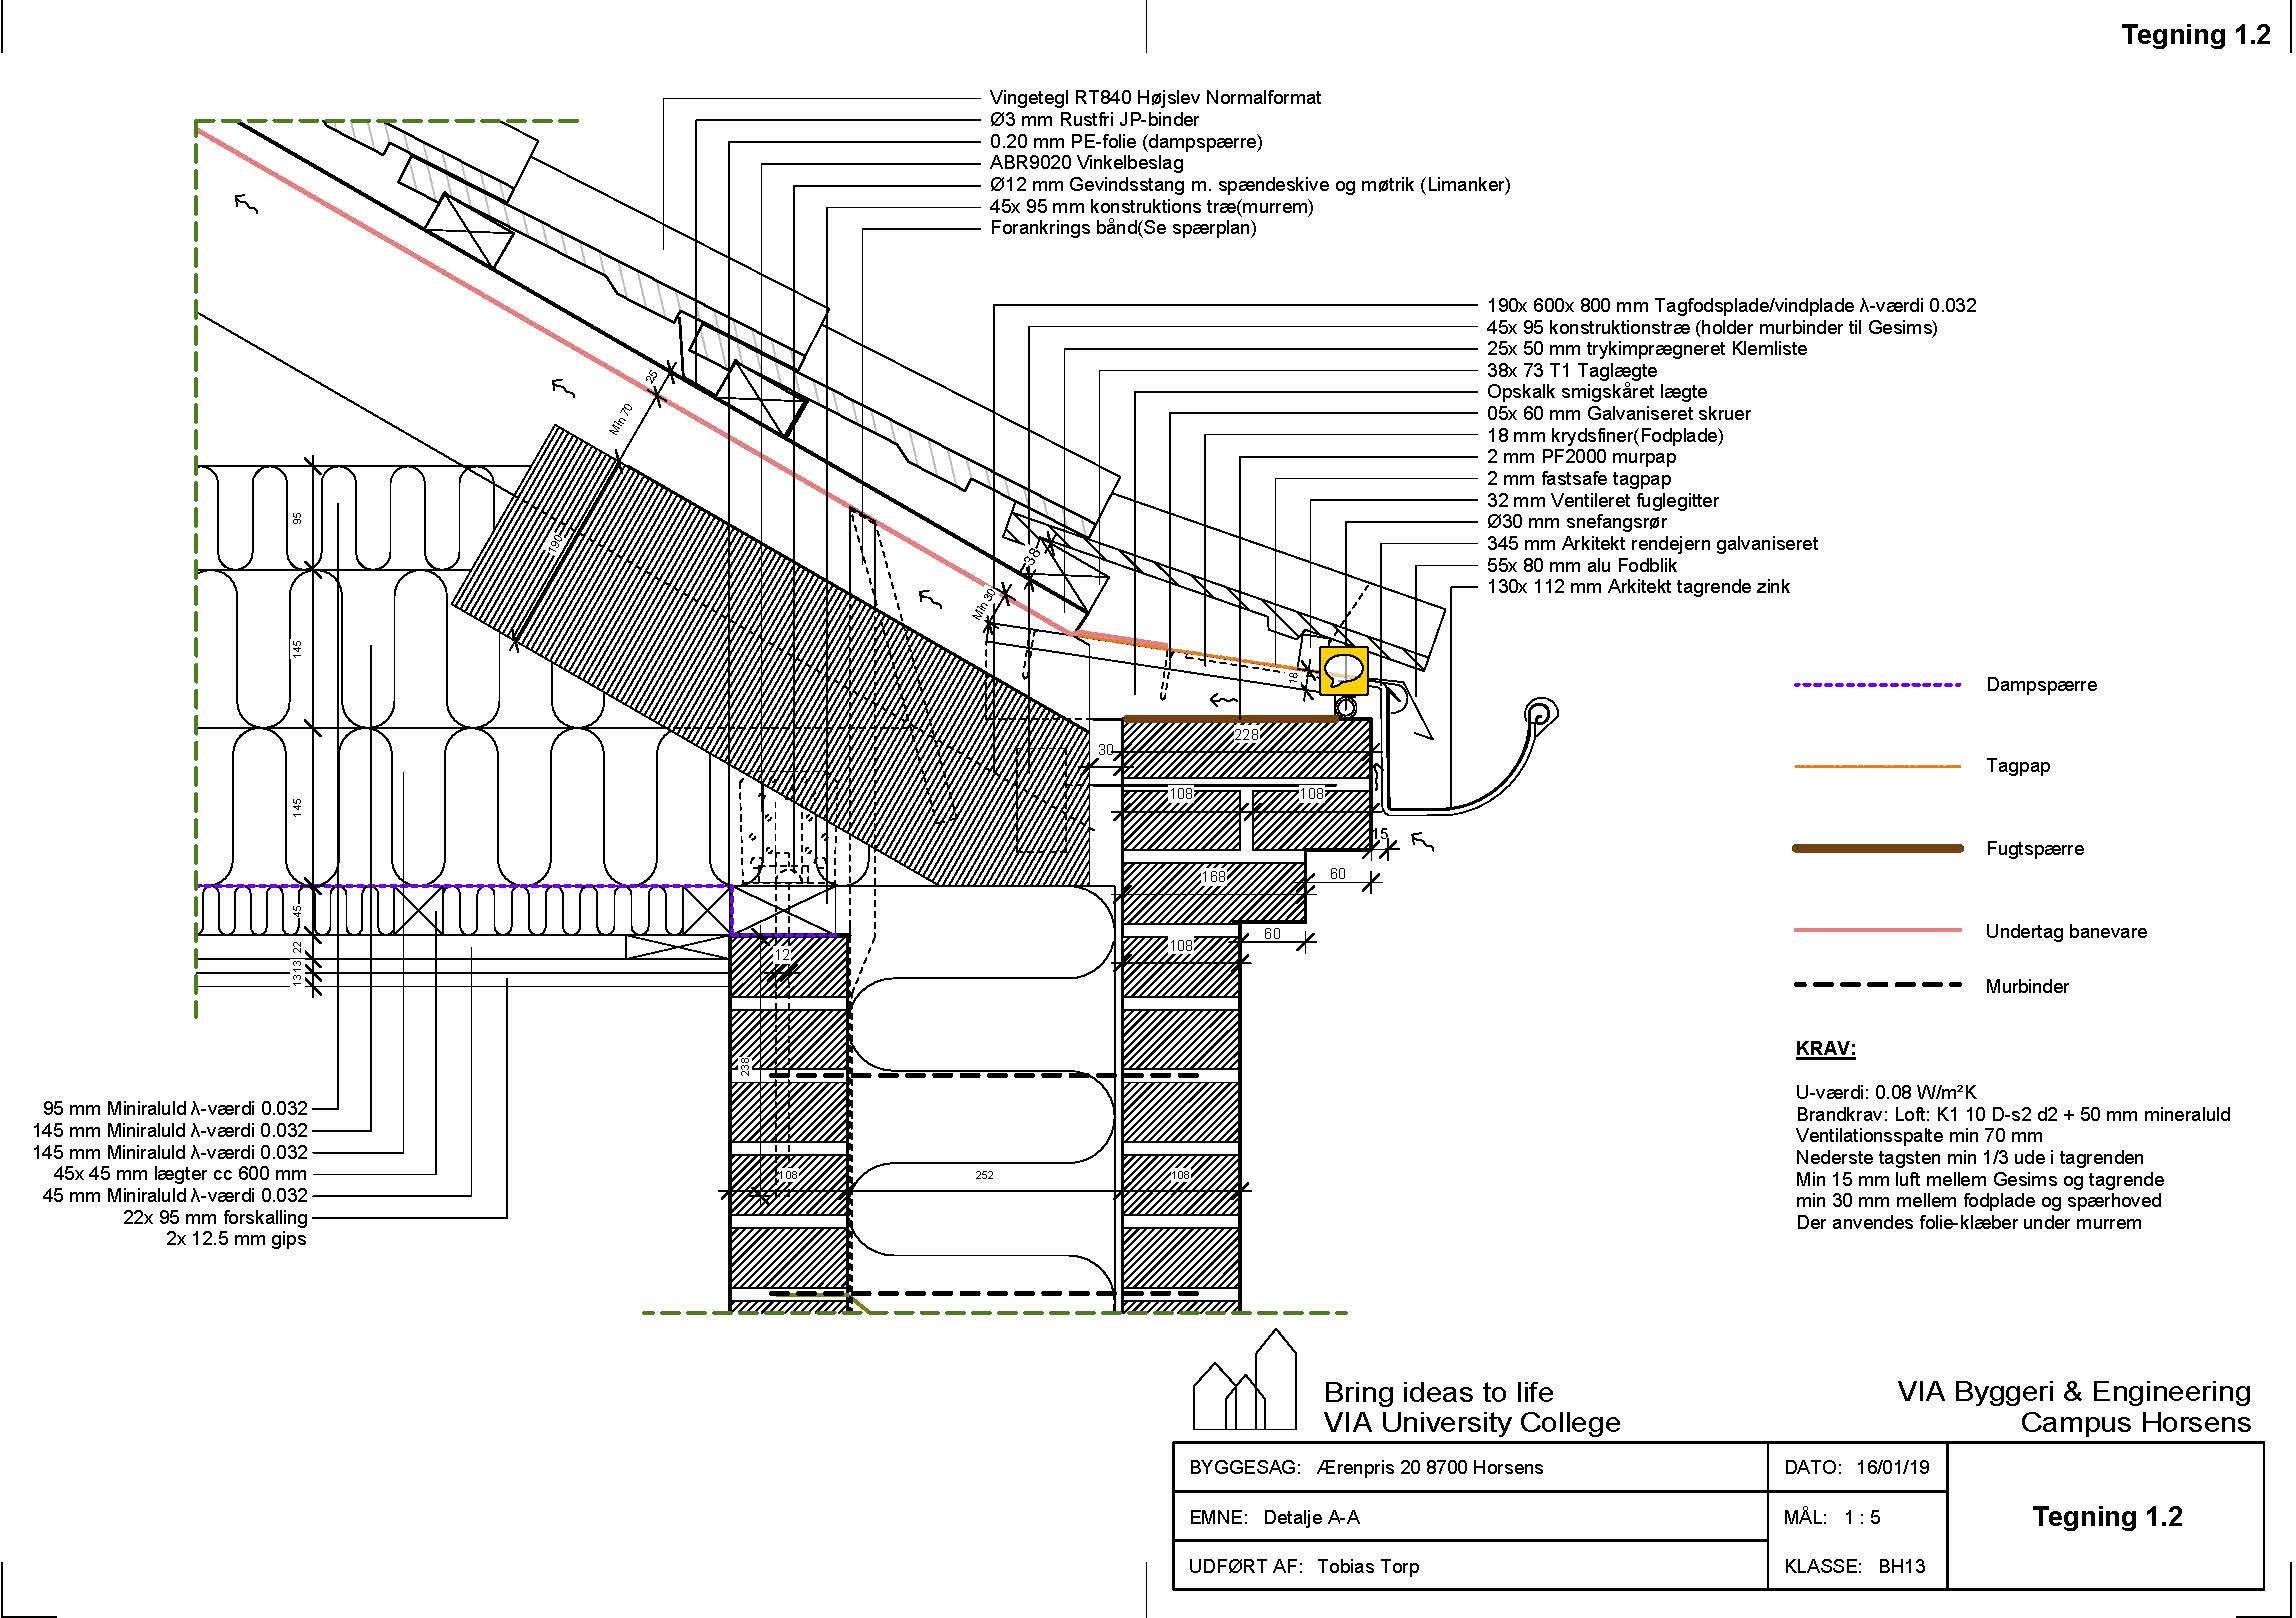 Tegning 1.2
Vingetegl RT840 Højslev Normalformat
Ø3 mm Rustfri JP-binder
0.20 mm PE-folie (dampspærre)
ABR9020 Vinkelbeslag
Ø12 mm Gevindsstang m. spændeskive og møtrik (Limanker)
45x 95 mm konstruktions træ(murrem)
Forankrings bånd(Se spærplan)
190x 600x 800 mm Tagfodsplade/vindplade λ-værdi 0.032
45x 95 konstruktionstræ (holder murbinder til Gesims)
25x 50 mm trykimprægneret Klemliste
38x 73 T1 Taglægte
Opskalk smigskåret lægte
05x 60 mm Galvaniseret skruer
18 mm krydsfiner(Fodplade)
2 mm PF2000 murpap
2 mm fastsafe tagpap
32 mm Ventileret fuglegitter
Ø30 mm snefangsrør
345 mm Arkitekt rendejern galvaniseret
55x 80 mm alu Fodblik
130x 112 mm Arkitekt tagrende zink
25
Min 70
190
38
Min 30
18
95
145
145
45
22
13
13
30
228
108
108
15
168
60
60
108
12
238
108
252
108
Dampspærre
Tagpap
Fugtspærre
Undertag banevare
Murbinder
KRAV:
U-værdi: 0.08 W/m²K
Brandkrav: Loft: K1 10 D-s2 d2 + 50 mm mineraluld
Ventilationsspalte min 70 mm
Nederste tagsten min 1/3 ude i tagrenden
Min 15 mm luft mellem Gesims og tagrende
min 30 mm mellem fodplade og spærhoved
Der anvendes folie-klæber under murrem
95 mm Miniraluld λ-værdi 0.032
145 mm Miniraluld λ-værdi 0.032
145 mm Miniraluld λ-værdi 0.032
45x 45 mm lægter cc 600 mm
45 mm Miniraluld λ-værdi 0.032
22x 95 mm forskalling
2x 12.5 mm gips
Bring ideas to life
VIA University College
VIA Byggeri & Engineering
Campus Horsens
BYGGESAG: Ærenpris 20 8700 Horsens
DATO: 16/01/19
EMNE: Detalje A-A
MÅL: 1 : 5
Tegning 1.2
UDFØRT AF: Tobias Torp
KLASSE: BH13